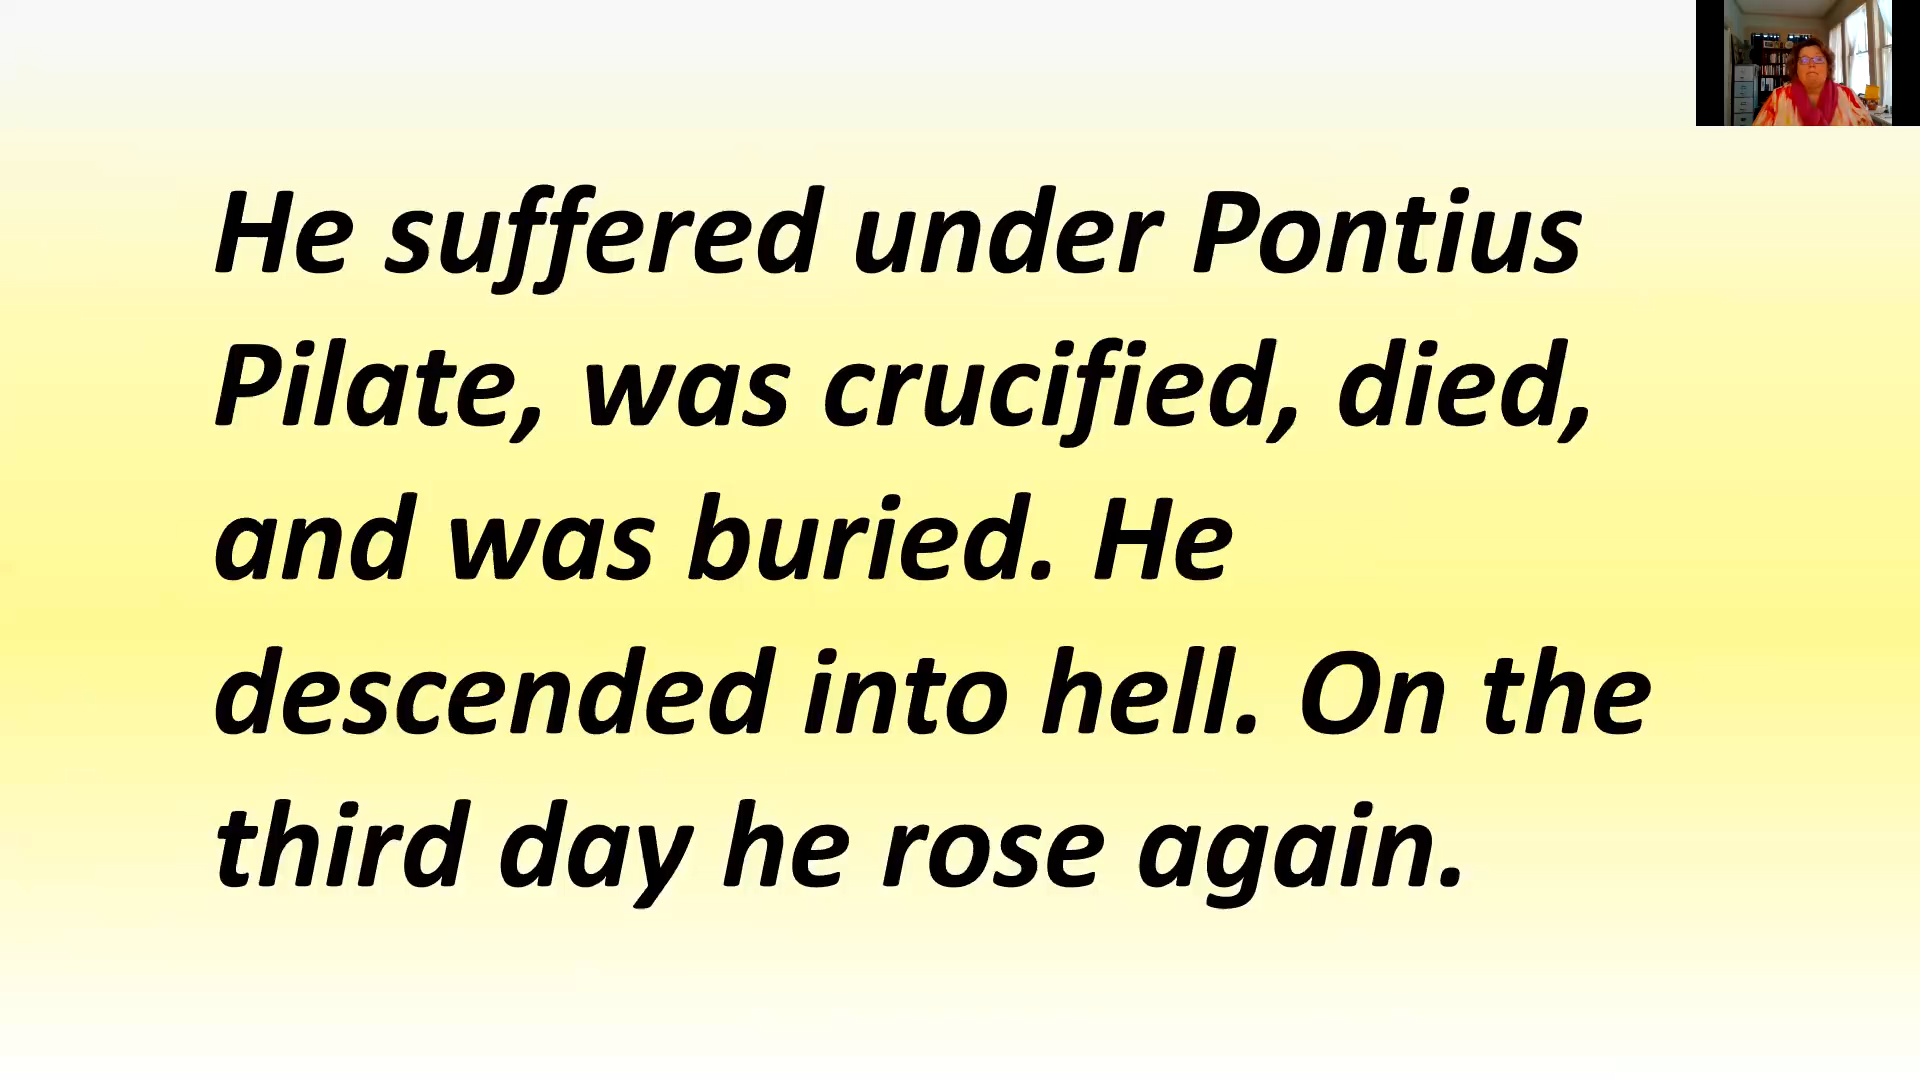 He suffered under Pontius
Pilate, was crucified, died,
and was buried. He
descended into hell. On the
third day he rose again.